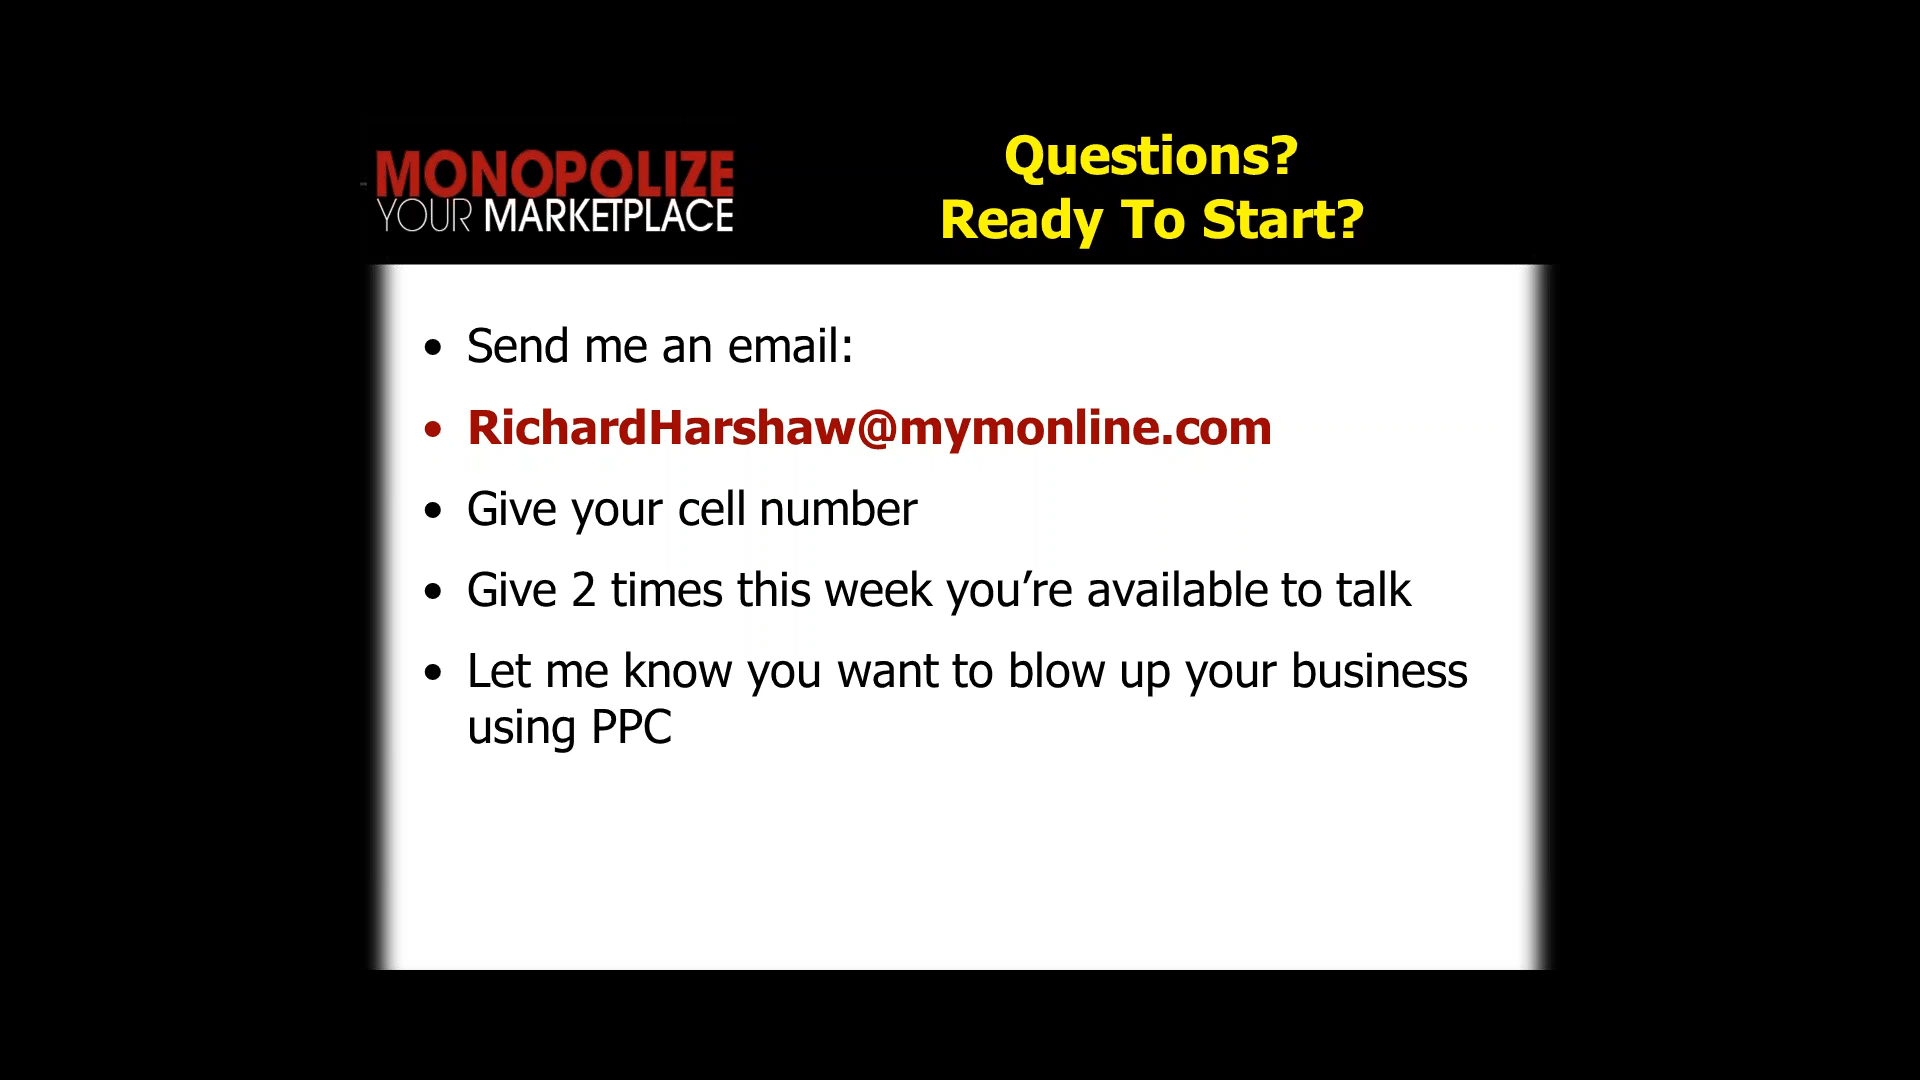 MONOPOLIZE
YOUR MARKETPLACE
Questions?
Ready To Start?
• Send me an email:
• RichardHarshaw@mymonline.com
• Give your cell number
• Give 2 times this week you’re available to talk
• Let me know you want to blow up your business
using PPC